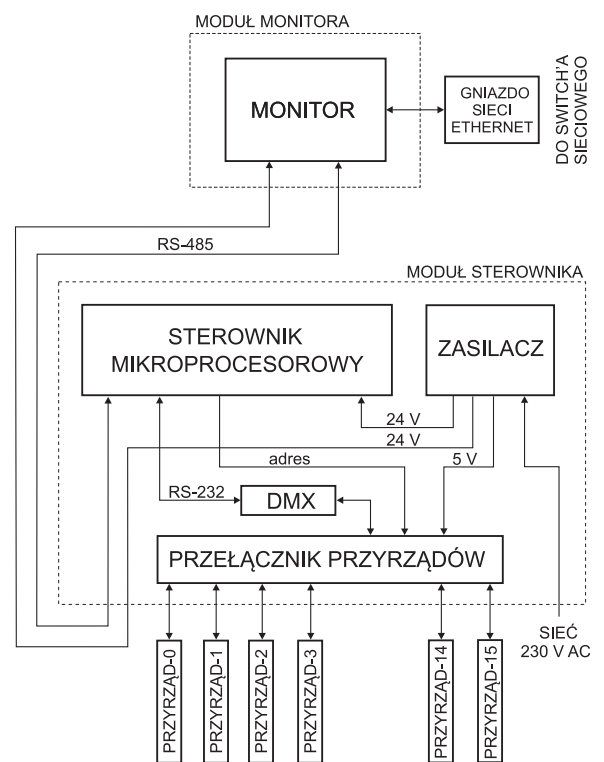 MODUŁ MONITORA
MONITOR
GNIAZDO
SIECI
ETHERNET
DO SWITCH'A
SIECIOWEGO
RS-485
MODUŁ STEROWNIKA
STEROWNIK
MIKROPROCESOROWY
ZASILACZ
24 V
24 V
adres
5 V
RS-232
DMX
PRZEŁĄCZNIK PRZYRZĄDÓW
SIEĆ
230 V AC
PRZYRZĄD-0
PRZYRZĄD-1
PRZYRZĄD-2
PRZYRZĄD-3
PRZYRZĄD-14
PRZYRZĄD-15